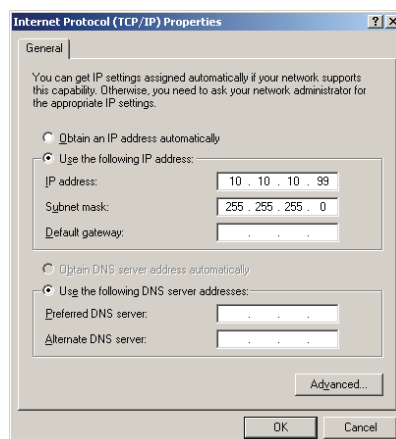 Internet Protocol (TCP/IP) Properties
General
You can get IP settings assigned automatically if your network supports
this capability. Otherwise, you need to ask your network administrator for
the appropriate IP settings.
Obtain an IP address automatically
Use the following IP address:
IP address: 10 . 10 . 10 . 99
Subnet mask: 255 . 255 . 255 . 0
Default gateway: . . .
Obtain DNS server address automatically
Use the following DNS server addresses:
Preferred DNS server: . . .
Alternate DNS server: . . .
Advanced...
OK Cancel